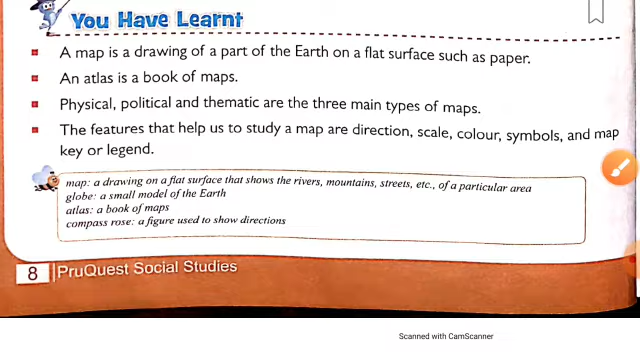 You Have Learnt
A map is a drawing of a part of the Earth on a flat surface such as paper.
An atlas is a book of maps.
Physical, political and thematic are the three main types of maps.
The features that help us to study a map are direction, scale, colour, symbols, and map
key or legend.
map: a drawing on a flat surface that shows the rivers, mountains, streets, etc., of a particular area
globe: a small model of the Earth
atlas: a book of maps
compass rose: a figure used to show directions
8 PruQuest Social Studies
Scanned with CamScanner